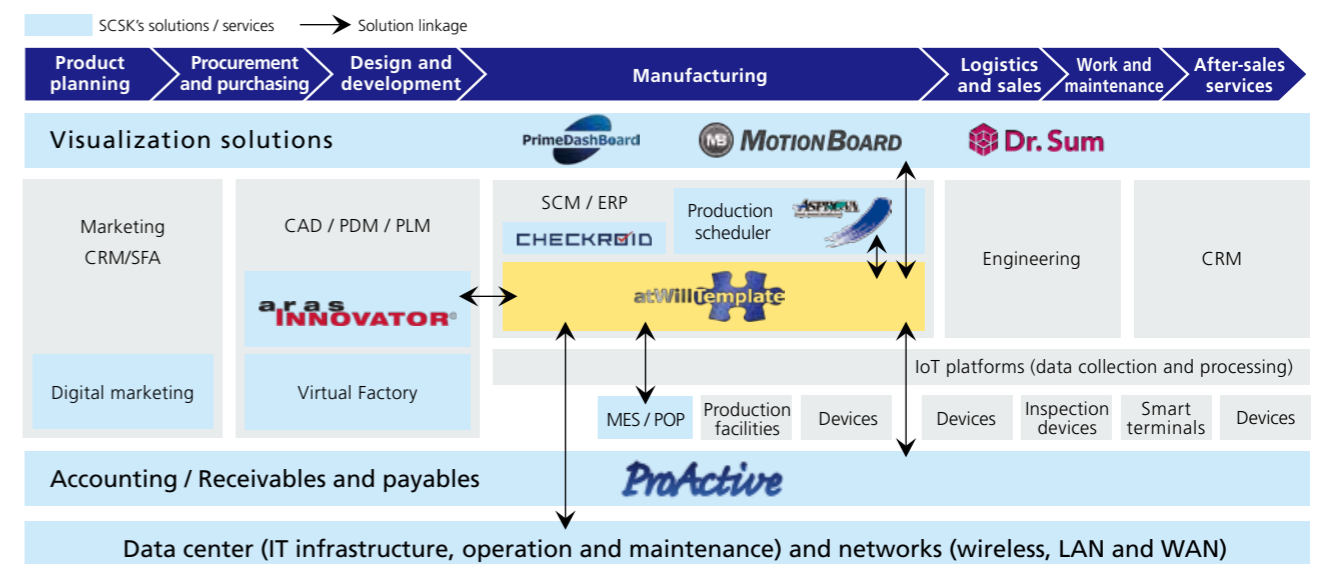 SCSK's solutions / services
Solution linkage
Product
planning
Procurement
and purchasing
Design and
development
Manufacturing
Logistics
and sales
Work and
maintenance
After-sales
services
Visualization solutions
PrimeDashBoard
MB MOTIONBOARD
Dr. Sum
Marketing
CRM/SFA
Digital marketing
CAD / PDM / PLM
aras
INNOVATOR®
Virtual Factory
SCM / ERP
CHECKROID
Production
scheduler
ASPROVA
atWill Template
Engineering
CRM
IoT platforms (data collection and processing)
MES / POP
Production
facilities
Devices
Devices
Inspection
devices
Smart
terminals
Devices
Accounting / Receivables and payables
ProActive
Data center (IT infrastructure, operation and maintenance) and networks (wireless, LAN and WAN)